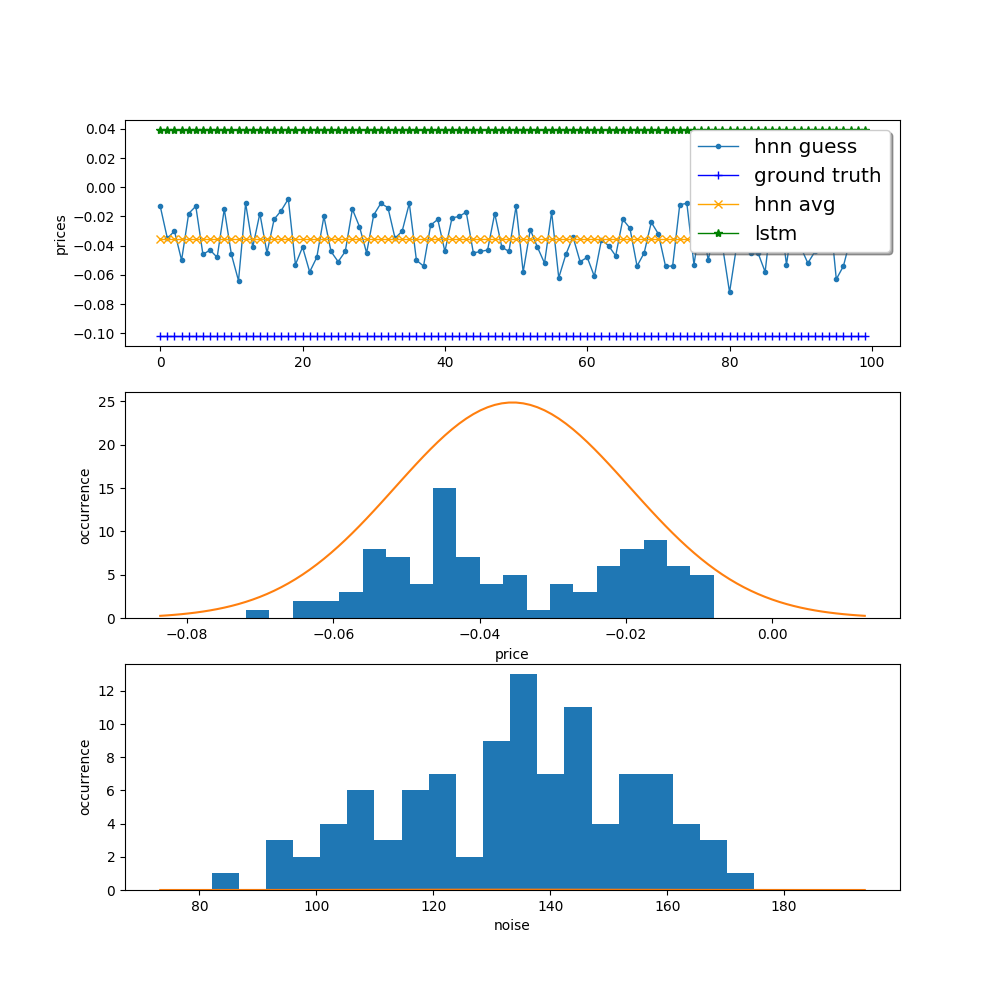 0.04
0.02
0.00
−0.02
−0.04
−0.06
−0.08
−0.10
prices
hnn guess
ground truth
hnn avg
lstm
0 20 40 60 80 100
25
20
15
10
5
0
occurrence
−0.08 −0.06 −0.04 −0.02 0.00
price
12
10
8
6
4
2
0
occurrence
80 100 120 140 160 180
noise